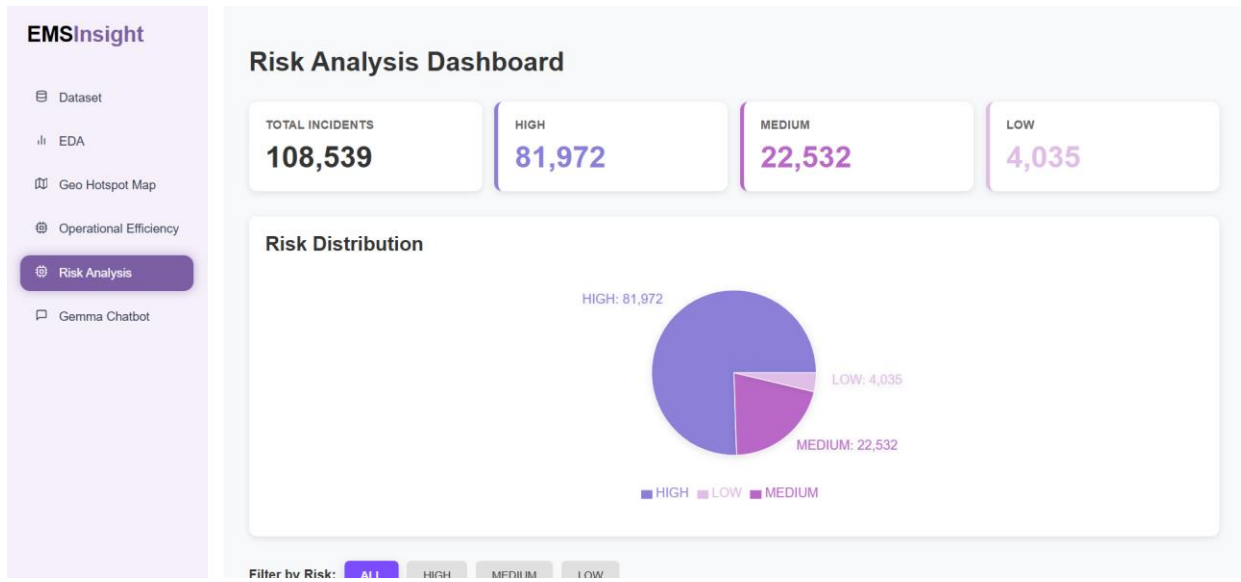 EMSInsight
Dataset
EDA
Geo Hotspot Map
Operational Efficiency
Risk Analysis
Gemma Chatbot
Risk Analysis Dashboard
TOTAL INCIDENTS
108,539
HIGH
81,972
MEDIUM
22,532
LOW
4,035
Risk Distribution
HIGH: 81,972
LOW: 4,035
MEDIUM: 22,532
HIGH LOW MEDIUM
Filter by Risk: ALL HIGH MEDIUM LOW